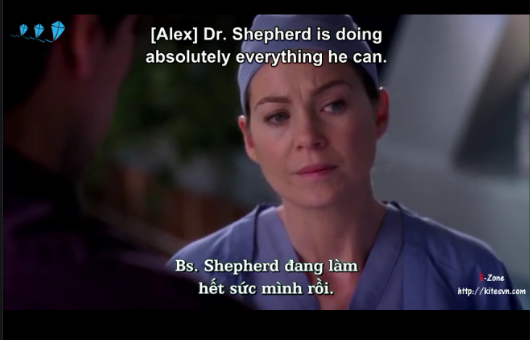 [Alex] Dr. Shepherd is doing
absolutely everything he can.
Bs. Shepherd đang làm
hết sức mình rồi.
E-Zone
http://kitesvn.com